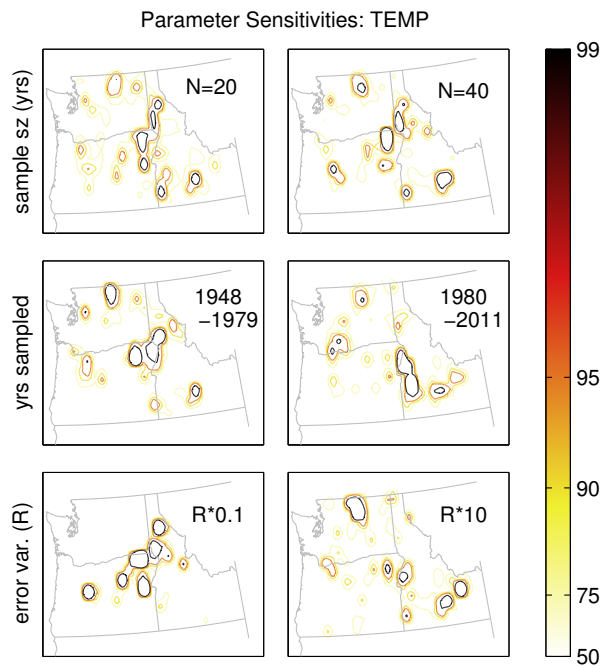 Parameter Sensitivities: TEMP
sample sz (yrs)
N=20
N=40
yrs sampled
1948
−1979
1980
−2011
error var. (R)
R*0.1
R*10
99
95
90
75
50